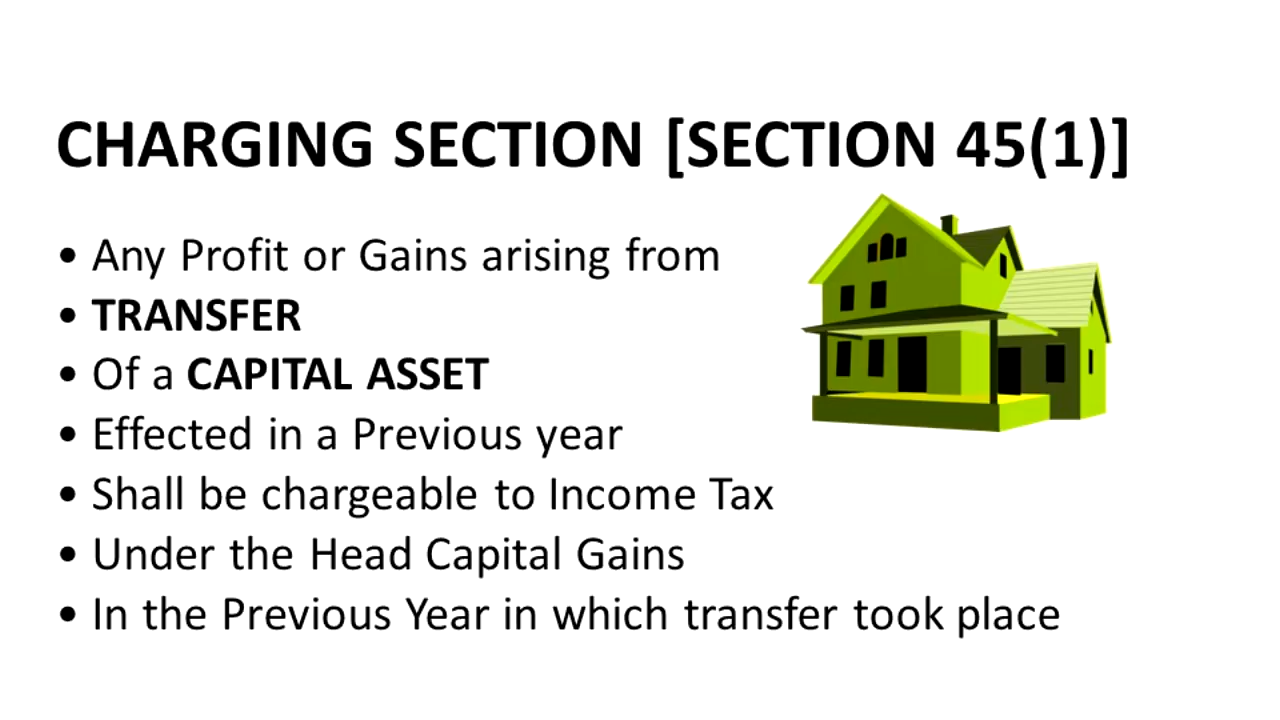 CHARGING SECTION [SECTION 45(1)]
• Any Profit or Gains arising from
• TRANSFER
• Of a CAPITAL ASSET
• Effected in a Previous year
• Shall be chargeable to Income Tax
• Under the Head Capital Gains
• In the Previous Year in which transfer took place